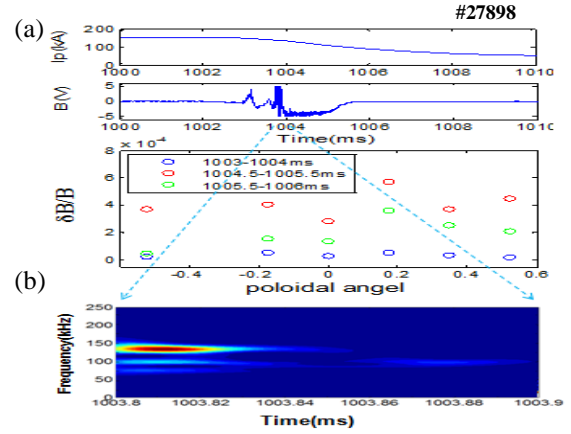 #27898
(a)
Ip(kA)
200
100
0
1000 1002 1004 1006 1008 1010
B(V)
5
0
-5
1000 1002 1004 1006 1008 1010
Time(ms)
x 10⁻⁴
δB/B
8
6
4
2
0
1003-1004ms
1004.5-1005.5ms
1005.5-1006ms
-0.4 -0.2 0 0.2 0.4 0.6
poloidal angel
(b)
Frequency(kHz)
250
200
150
100
50
0
1003.8 1003.82 1003.84 1003.86 1003.88 1003.9
Time(ms)